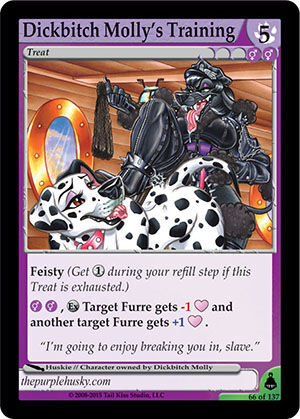 Dickbitch Molly's Training 5
Treat
Feisty (Get 1 during your refill step if this
Treat is exhausted.)
, Target Furre gets -1 and
another target Furre gets +1 .
"I'm going to enjoy breaking you in, slave."
Huskie // Character owned by Dickbitch Molly
thepurplehusky.com
© 2008-2015 Tail Kiss Studio, LLC 66 of 137